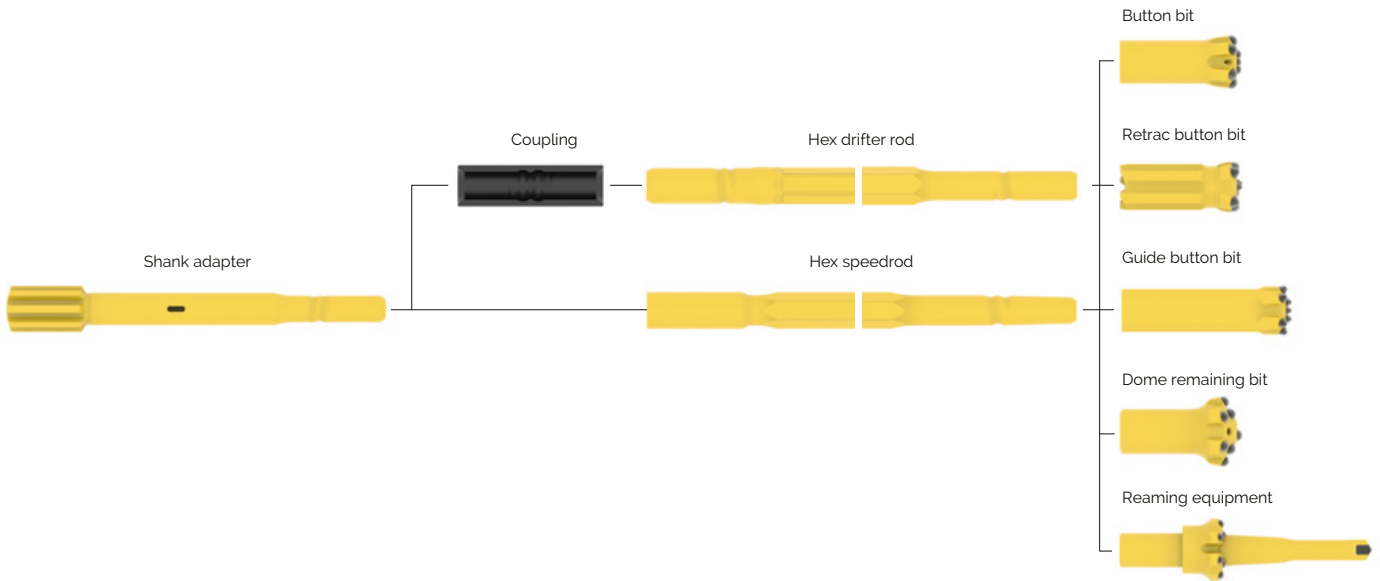 Button bit
Coupling
Hex drifter rod
Retrac button bit
Shank adapter
Hex speedrod
Guide button bit
Dome remaining bit
Reaming equipment